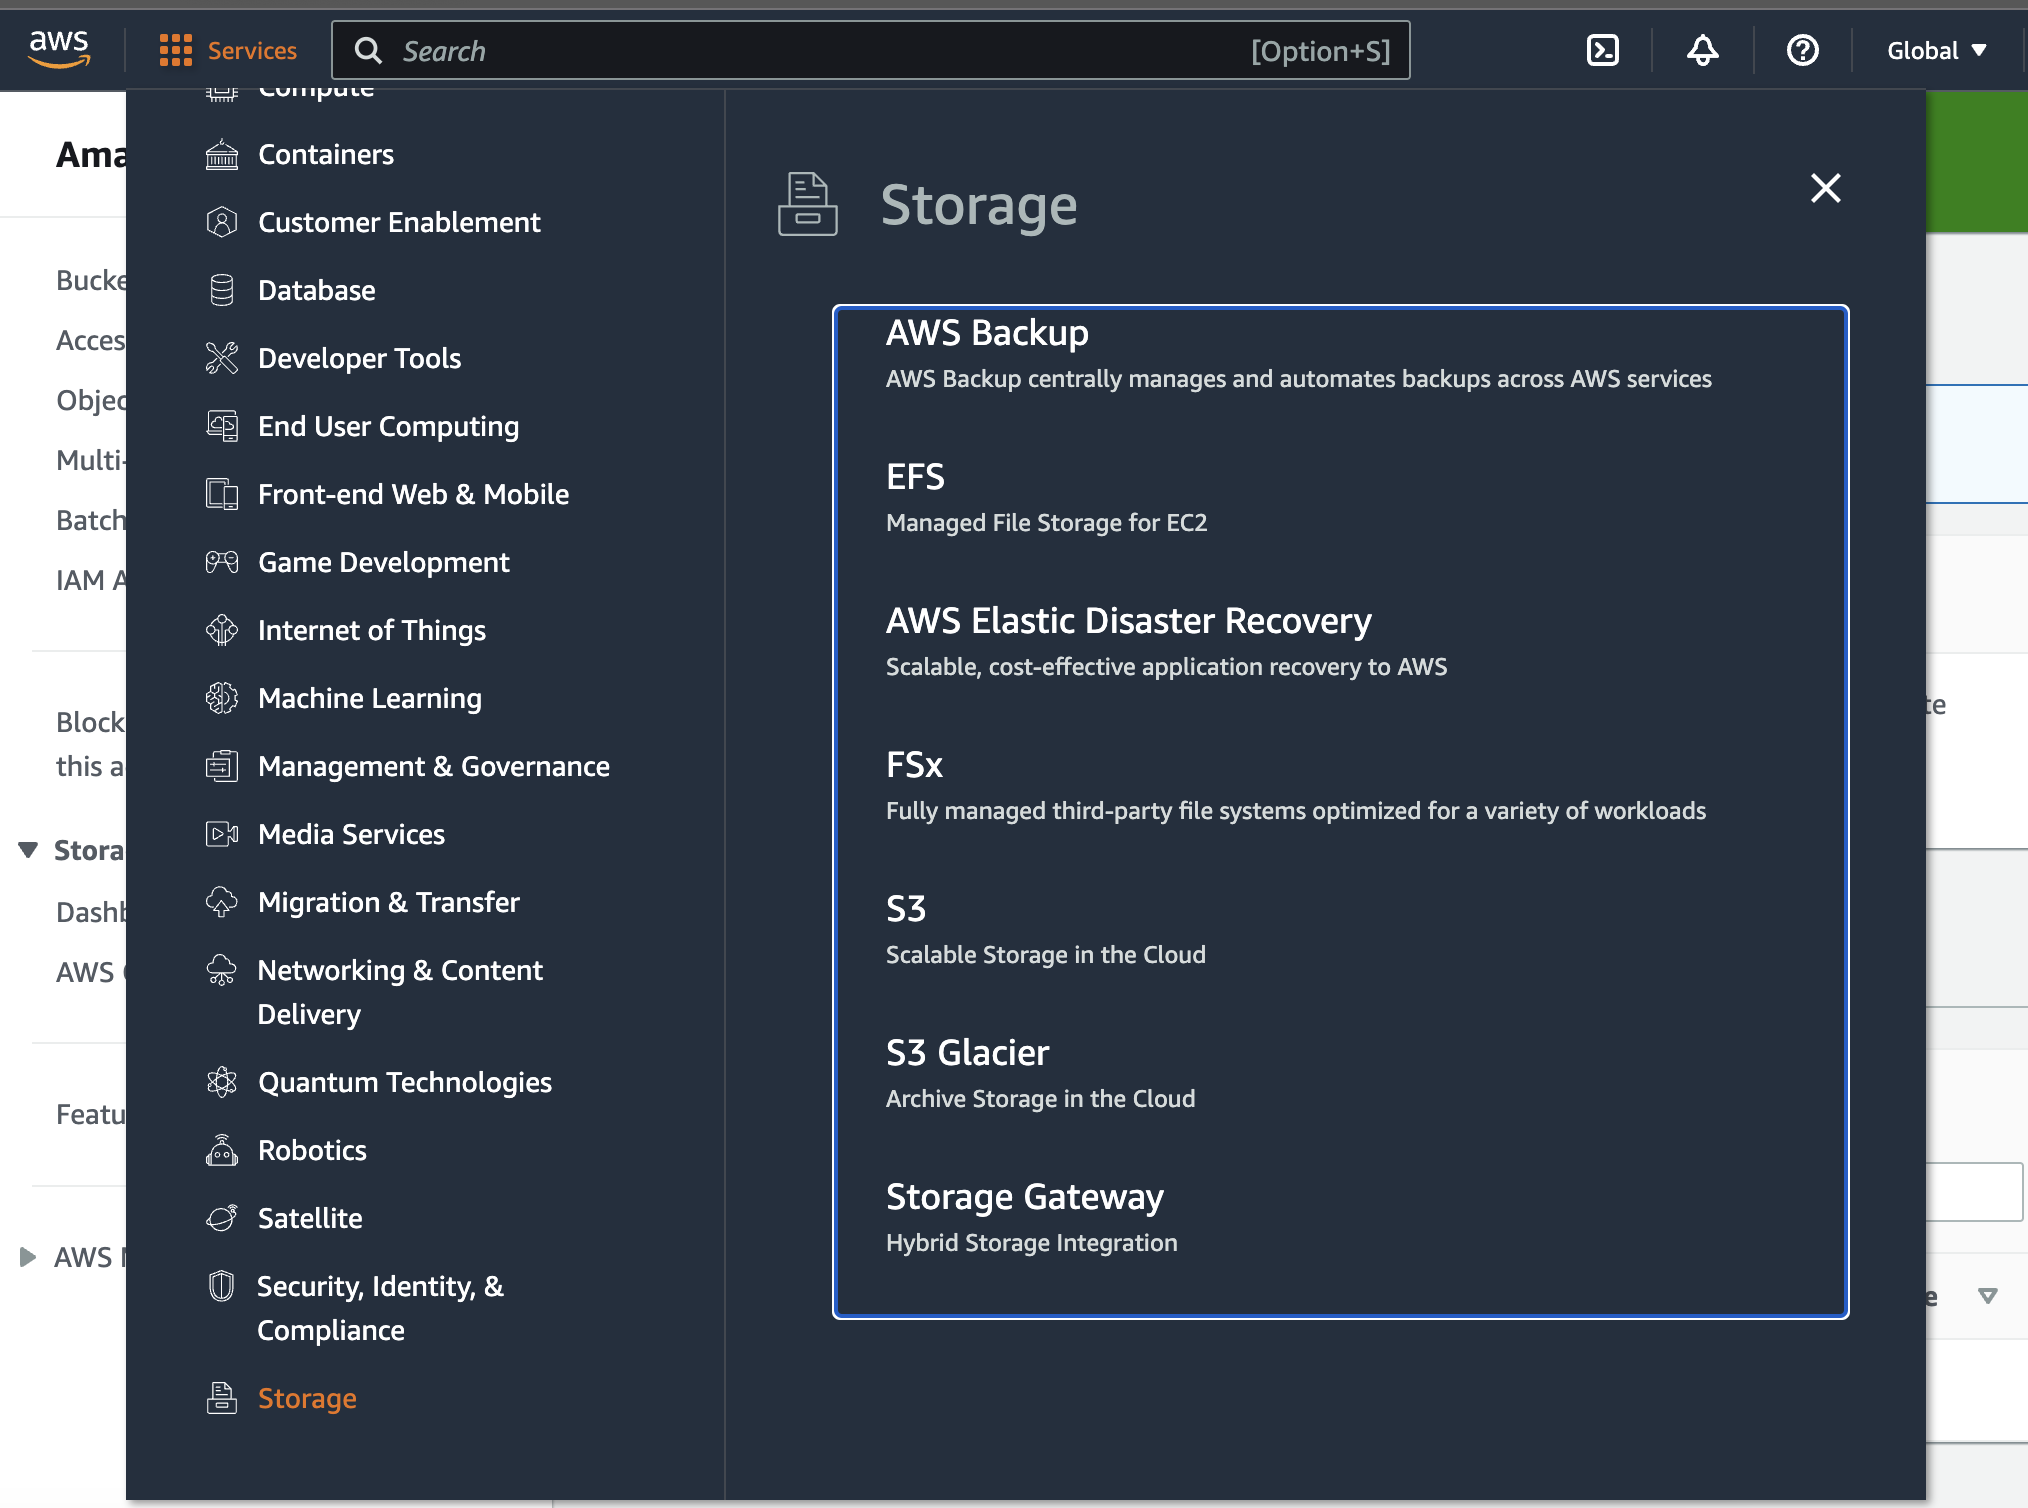 aws
Services
Search
[Option+S]
Global
Compute
Containers
Customer Enablement
Database
Developer Tools
End User Computing
Front-end Web & Mobile
Game Development
Internet of Things
Machine Learning
Management & Governance
Media Services
Migration & Transfer
Networking & Content
Delivery
Quantum Technologies
Robotics
Satellite
Security, Identity, &
Compliance
Storage
Storage
AWS Backup
AWS Backup centrally manages and automates backups across AWS services
EFS
Managed File Storage for EC2
AWS Elastic Disaster Recovery
Scalable, cost-effective application recovery to AWS
FSx
Fully managed third-party file systems optimized for a variety of workloads
S3
Scalable Storage in the Cloud
S3 Glacier
Archive Storage in the Cloud
Storage Gateway
Hybrid Storage Integration
Ama
Bucke
Acces
Objec
Multi-
Batch
IAM A
Block
this a
Stora
Dashb
AWS
Featu
AWS
te
e